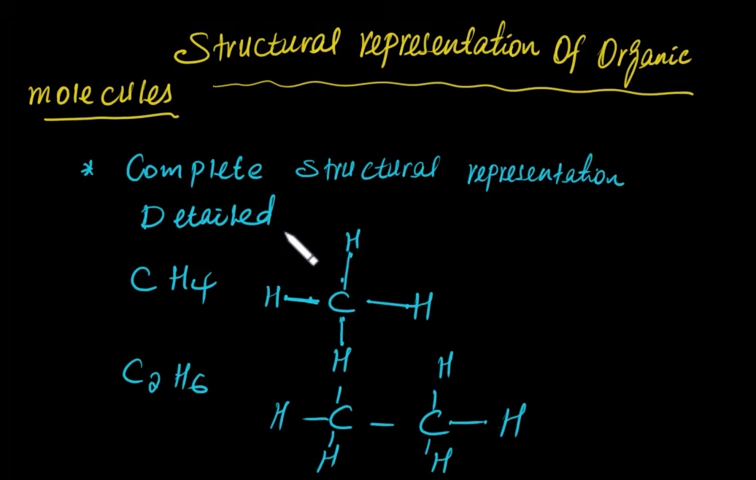 Structural representation Of Organic
molecules
* Complete structural representation
Detailed
H
CH4
H—C—H
H
C2H6
H
H—C—C—H
H H